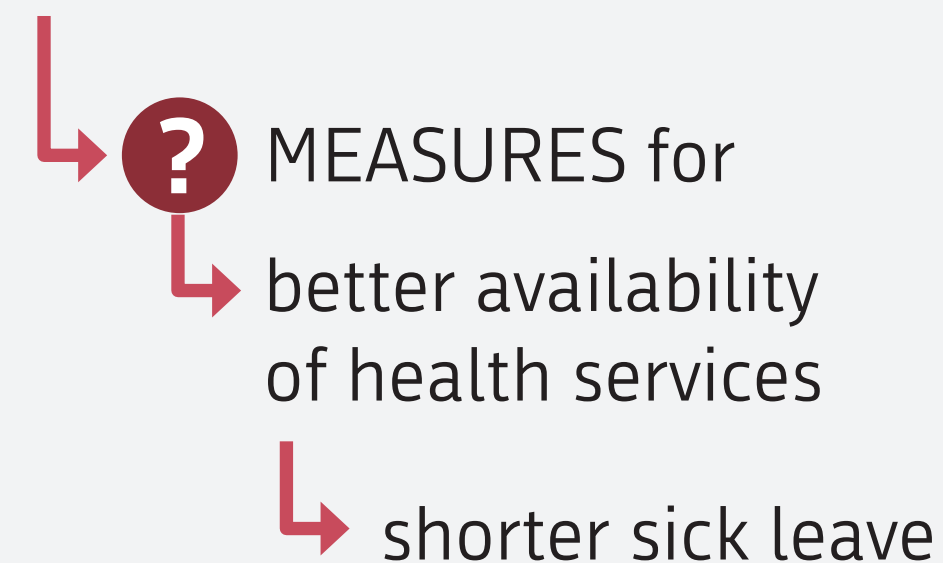 ? MEASURES for
better availability
of health services
shorter sick leave